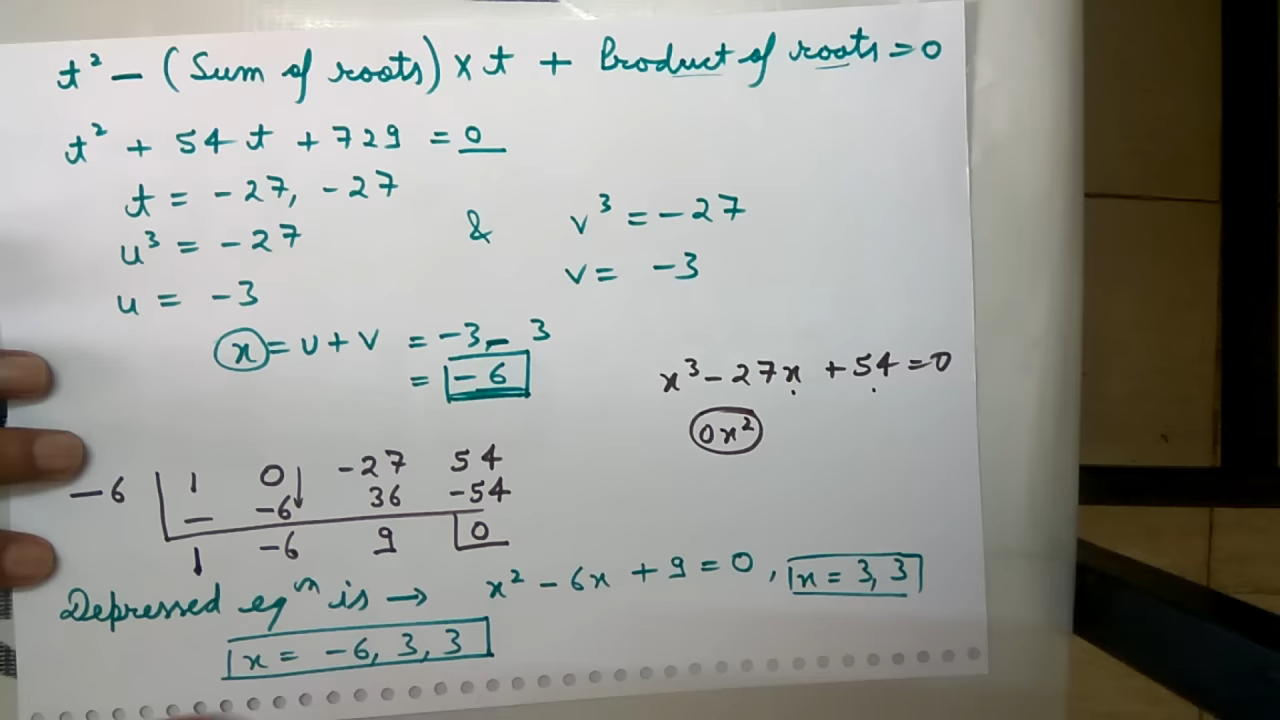 t² - (Sum of roots) × t + Product of roots = 0
t² + 54t + 729 = 0
t = -27, -27
u³ = -27 & v³ = -27
u = -3 v = -3
x = u + v = -3 - 3
= -6
x³ - 27x + 54 = 0
0x²
-6 | 1 0 -27 54
- -6 36 -54
1 -6 9 0
Depressed eqⁿ is → x² - 6x + 9 = 0, x = 3, 3
x = -6, 3, 3